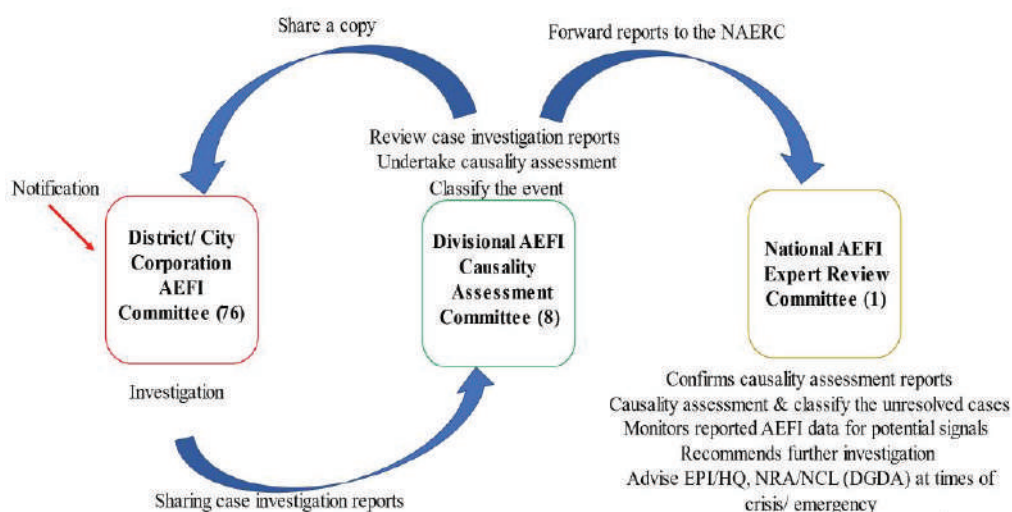 Share a copy
Forward reports to the NAERC
Review case investigation reports
Undertake causality assessment
Classify the event
Notification
District/ City
Corporation
AEFI
Committee (76)
Divisional AEFI
Causality
Assessment
Committee (8)
National AEFI
Expert Review
Committee (1)
Investigation
Sharing case investigation reports
Confirms causality assessment reports
Causality assessment & classify the unresolved cases
Monitors reported AEFI data for potential signals
Recommends further investigation
Advise EPI/HQ, NRA/NCL (DGDA) at times of
crisis/ emergency